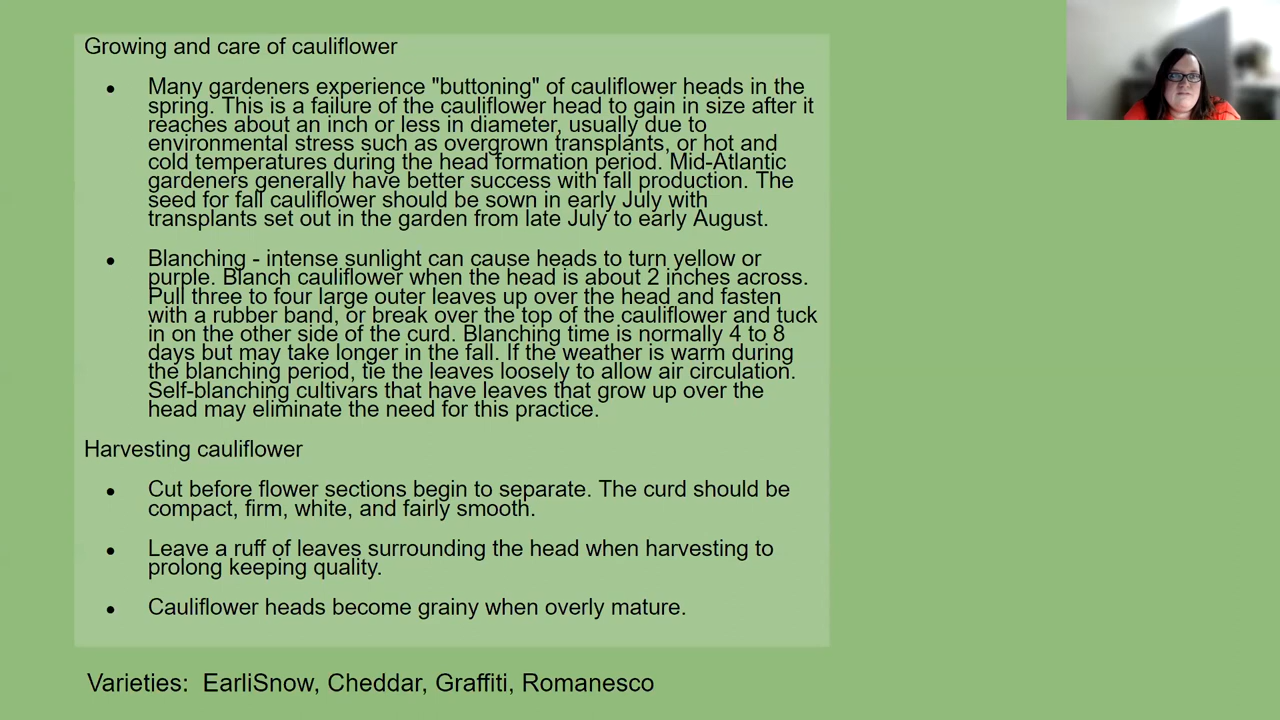 Growing and care of cauliflower
● Many gardeners experience "buttoning" of cauliflower heads in the
spring. This is a failure of the cauliflower head to gain in size after it
reaches about an inch or less in diameter, usually due to
environmental stress such as overgrown transplants, or hot and
cold temperatures during the head formation period. Mid-Atlantic
gardeners generally have better success with fall production. The
seed for fall cauliflower should be sown in early July with
transplants set out in the garden from late July to early August.
● Blanching - intense sunlight can cause heads to turn yellow or
purple. Blanch cauliflower when the head is about 2 inches across.
Pull three to four large outer leaves up over the head and fasten
with a rubber band, or break over the top of the cauliflower and tuck
in on the other side of the curd. Blanching time is normally 4 to 8
days but may take longer in the fall. If the weather is warm during
the blanching period, tie the leaves loosely to allow air circulation.
Self-blanching cultivars that have leaves that grow up over the
head may eliminate the need for this practice.
Harvesting cauliflower
● Cut before flower sections begin to separate. The curd should be
compact, firm, white, and fairly smooth.
● Leave a ruff of leaves surrounding the head when harvesting to
prolong keeping quality.
● Cauliflower heads become grainy when overly mature.
Varieties: EarliSnow, Cheddar, Graffiti, Romanesco